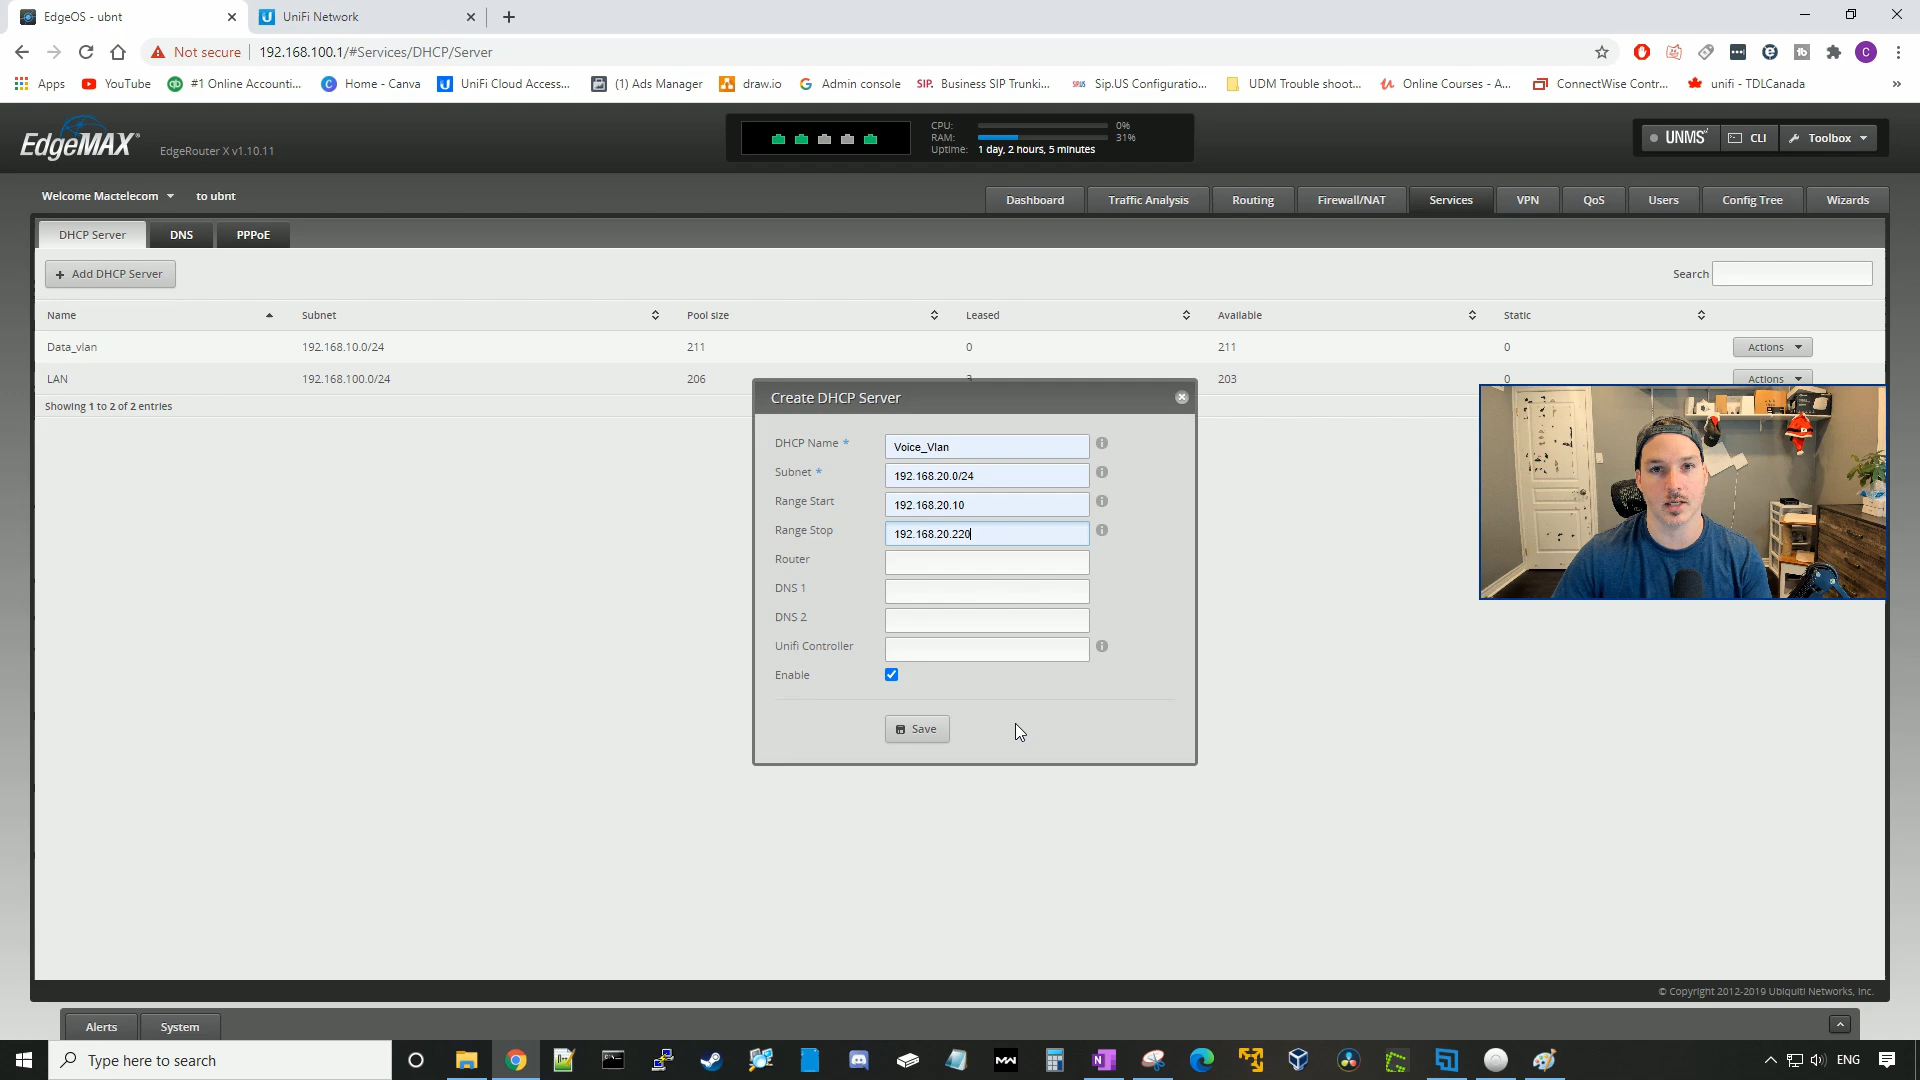 EdgeOS - ubnt
UniFi Network
Not secure
192.168.100.1/#Services/DHCP/Server
Apps
YouTube
#1 Online Accounti...
Home - Canva
UniFi Cloud Access...
(1) Ads Manager
draw.io
Admin console
SIP. Business SIP Trunki...
Sip.US Configuratio...
UDM Trouble shoot...
Online Courses - A...
ConnectWise Contr...
unifi - TDLCanada
»
EdgeMAX
EdgeRouter X v1.10.11
CPU: 0%
RAM: 31%
Uptime: 1 day, 2 hours, 5 minutes
UNMS
CLI
Toolbox
Welcome Mactelecom
to ubnt
Dashboard
Traffic Analysis
Routing
Firewall/NAT
Services
VPN
QoS
Users
Config Tree
Wizards
DHCP Server
DNS
PPPoE
+ Add DHCP Server
Search
Name Subnet Pool size Leased Available Static
Data_vlan 192.168.10.0/24 211 0 211 0 Actions
LAN 192.168.100.0/24 206 3 203 0 Actions
Showing 1 to 2 of 2 entries
Create DHCP Server
DHCP Name * Voice_Vlan
Subnet * 192.168.20.0/24
Range Start 192.168.20.10
Range Stop 192.168.20.220
Router
DNS 1
DNS 2
Unifi Controller
Enable
Save
© Copyright 2012-2019 Ubiquiti Networks, Inc.
Alerts
System
Type here to search
ENG